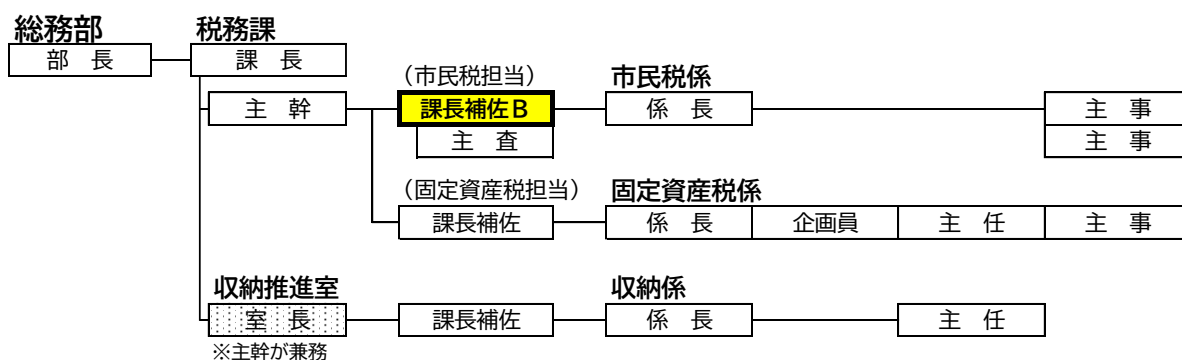 総務部 税務課
部 長 課 長
(市民税担当) 市民税係
主 幹 課長補佐B 係 長 主 事
主 査 主 事
(固定資産税担当) 固定資産税係
課長補佐 係 長 企画員 主 任 主 事
収納推進室 収納係
室 長 課長補佐 係 長 主 任
※主幹が兼務